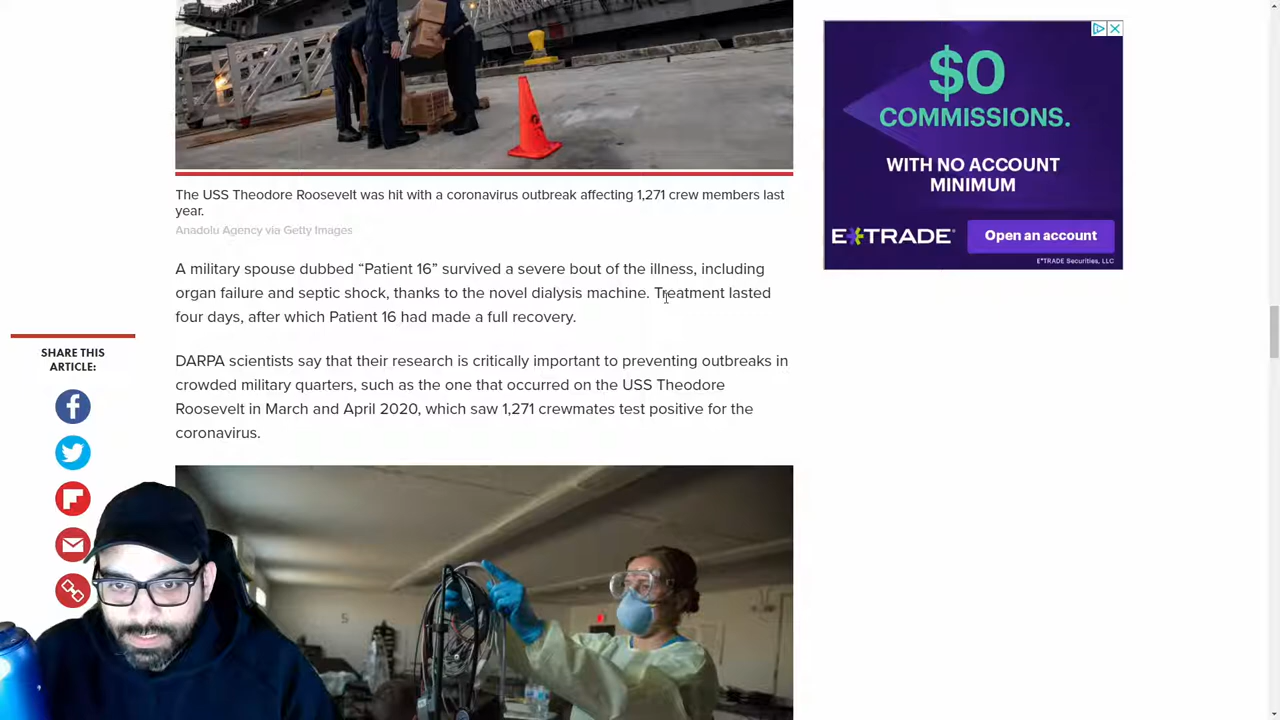 The USS Theodore Roosevelt was hit with a coronavirus outbreak affecting 1,271 crew members last
year.
Anadolu Agency via Getty Images
A military spouse dubbed “Patient 16” survived a severe bout of the illness, including
organ failure and septic shock, thanks to the novel dialysis machine. Treatment lasted
four days, after which Patient 16 had made a full recovery.
DARPA scientists say that their research is critically important to preventing outbreaks in
crowded military quarters, such as the one that occurred on the USS Theodore
Roosevelt in March and April 2020, which saw 1,271 crewmates test positive for the
coronavirus.
SHARE THIS
ARTICLE:
$0
COMMISSIONS.
WITH NO ACCOUNT
MINIMUM
E*TRADE
Open an account
E*TRADE Securities, LLC
5